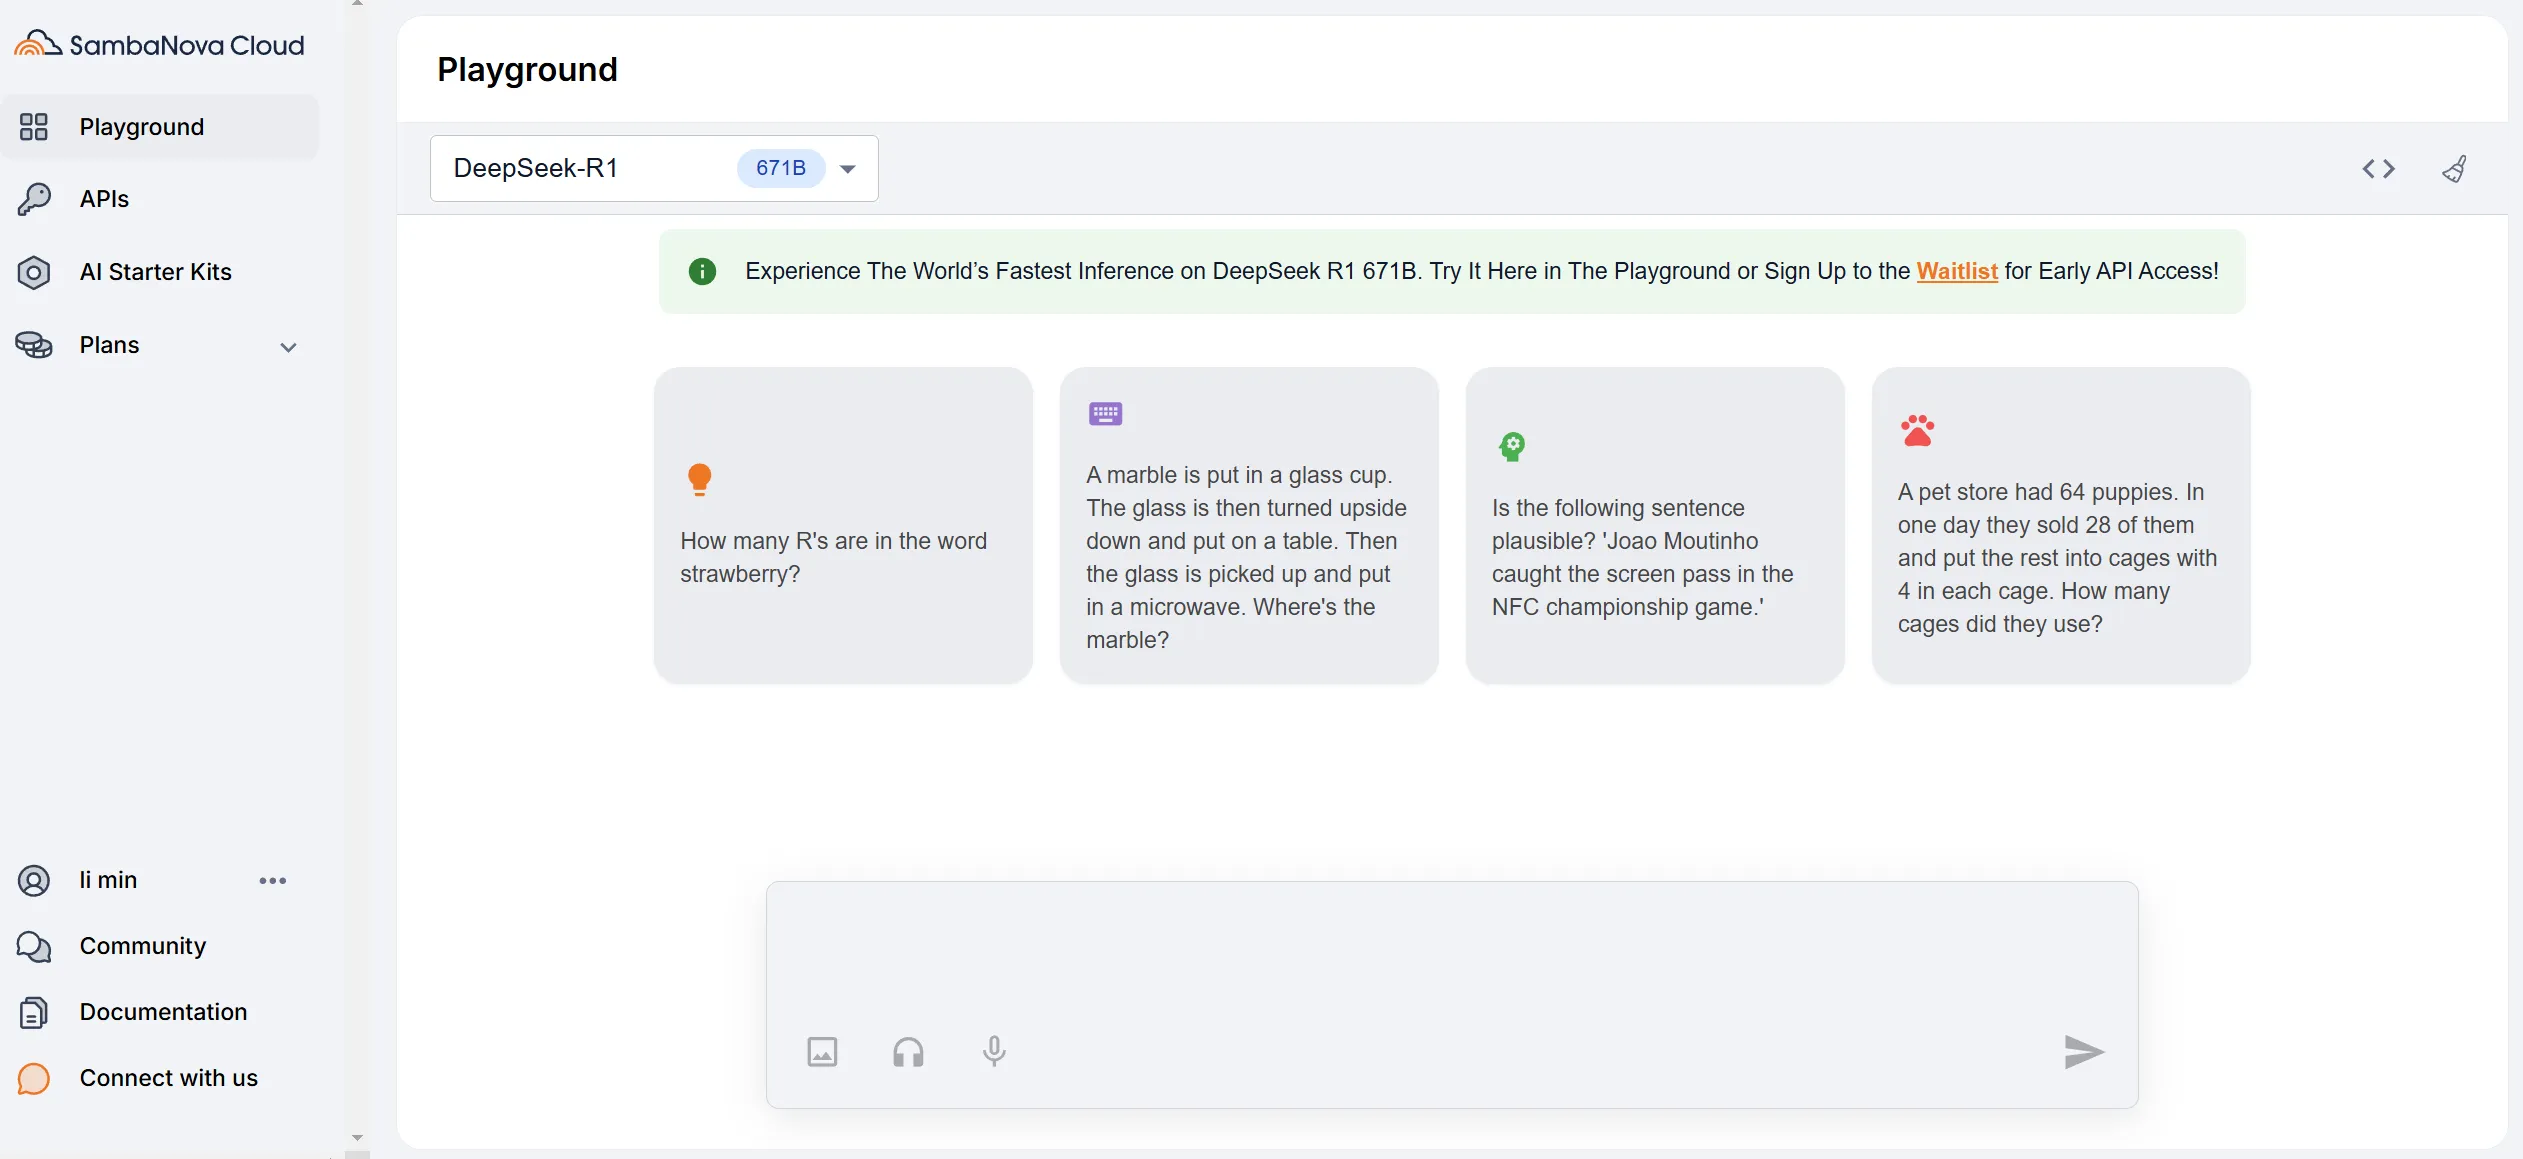 SambaNova Cloud
Playground
APIs
AI Starter Kits
Plans
li min
Community
Documentation
Connect with us
Playground
DeepSeek-R1 671B
Experience The World’s Fastest Inference on DeepSeek R1 671B. Try It Here in The Playground or Sign Up to the Waitlist for Early API Access!
How many R's are in the word
strawberry?
A marble is put in a glass cup.
The glass is then turned upside
down and put on a table. Then
the glass is picked up and put
in a microwave. Where's the
marble?
Is the following sentence
plausible? 'Joao Moutinho
caught the screen pass in the
NFC championship game.'
A pet store had 64 puppies. In
one day they sold 28 of them
and put the rest into cages with
4 in each cage. How many
cages did they use?